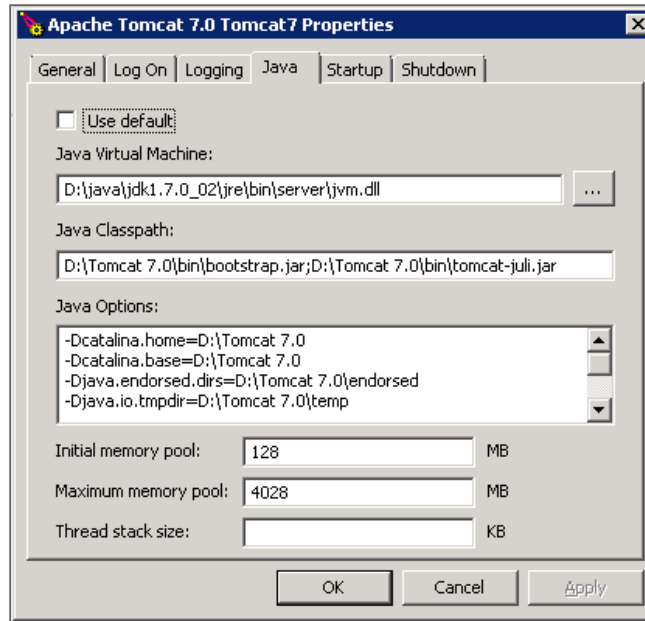 Apache Tomcat 7.0 Tomcat7 Properties
General Log On Logging Java Startup Shutdown
Use default
Java Virtual Machine:
D:\java\jdk1.7.0_02\jre\bin\server\jvm.dll ...
Java Classpath:
D:\Tomcat 7.0\bin\bootstrap.jar;D:\Tomcat 7.0\bin\tomcat-juli.jar
Java Options:
-Dcatalina.home=D:\Tomcat 7.0
-Dcatalina.base=D:\Tomcat 7.0
-Djava.endorsed.dirs=D:\Tomcat 7.0\endorsed
-Djava.io.tmpdir=D:\Tomcat 7.0\temp
Initial memory pool: 128 MB
Maximum memory pool: 4028 MB
Thread stack size: KB
OK Cancel Apply